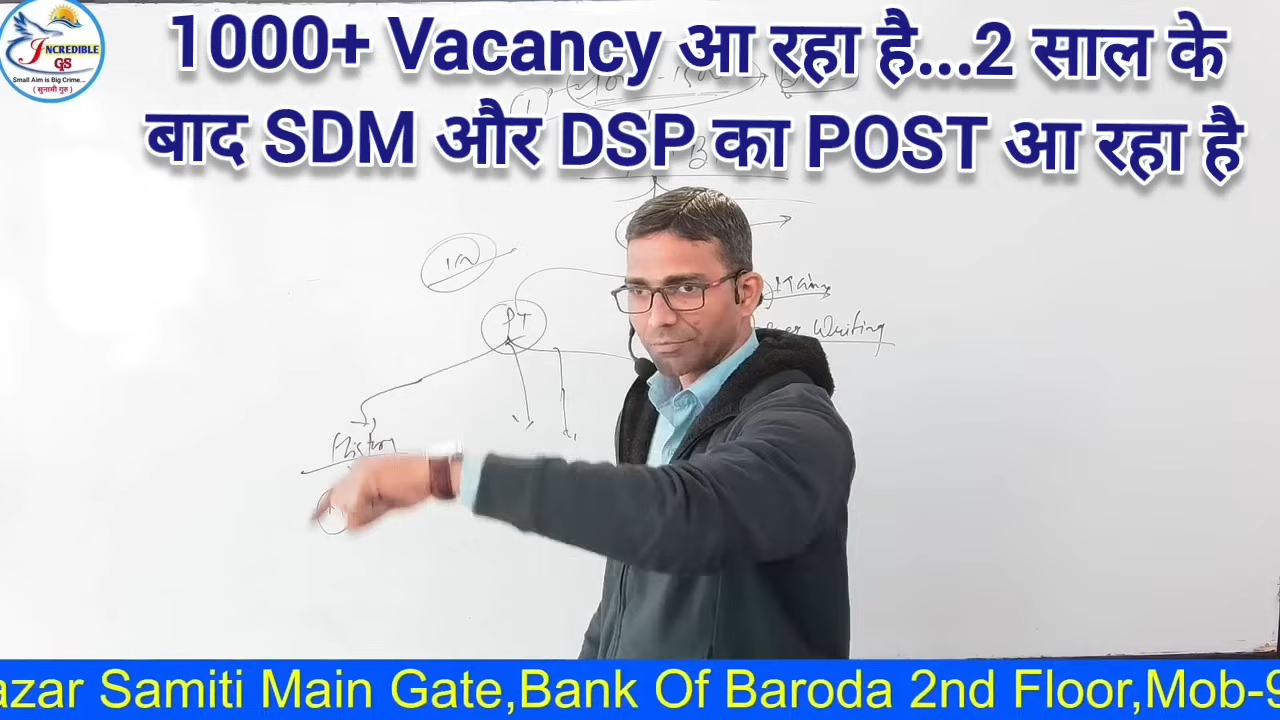 1000+ Vacancy आ रहा है...2 साल के
बाद SDM और DSP का POST आ रहा है
INCREDIBLE
GS
Small Aim is Big Crime...
( सुनामी गुरु )
PT
Mains
Writing
History
azar Samiti Main Gate,Bank Of Baroda 2nd Floor,Mob-9